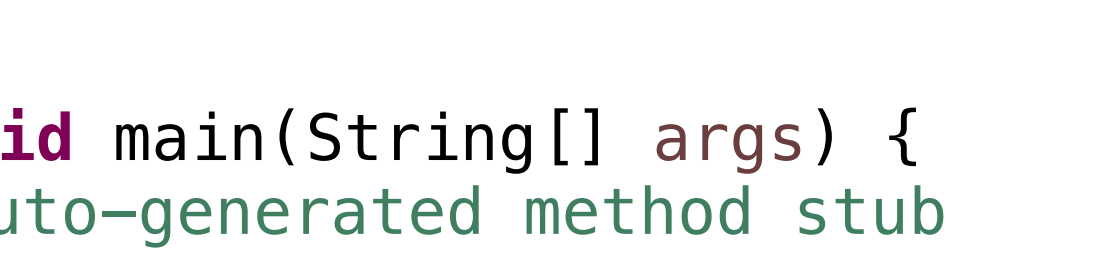 id main(String[] args) {
uto-generated method stub